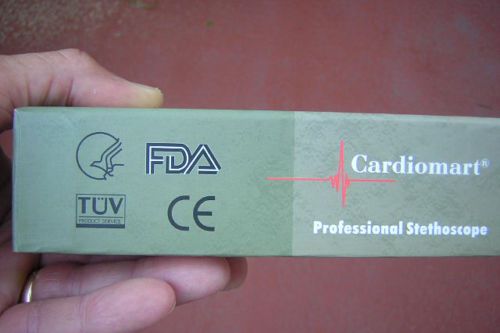 FDA
Cardiomart®
TÜV
PRODUCT SERVICE
CE
Professional Stethoscope